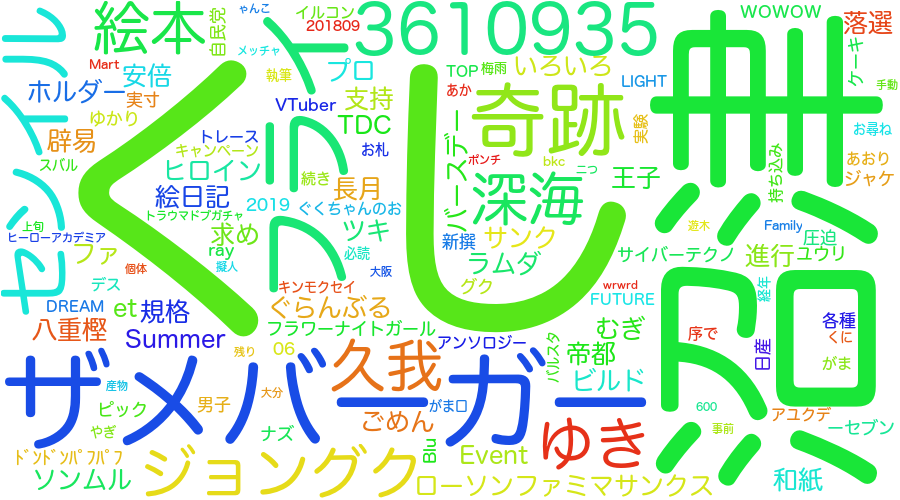 ゃんこ
イルコン
自民党
201809
絵本
3610935
WOWOW
落選
ケーキ
手動
Mart
安倍
メッチャ
執筆
プロ
TOP
梅雨
いろいろ
LIGHT
ホルダー
実寸
VTuber
支持
あか
奇跡
実験
お尋ね
ゆかり
辟易
トレース
キャンペーン
お札
TDC
バースデー
ポンチ
bkc
ニつ
あおり
スパル
ヒロイン
続き
長月
深海
王子
持ち込み
ジャケ
センイル
くし
フライ
無
絵日記
2019
ぐくちゃんのお
上旬
トラウマドプガチャ
ヒーローアカデミア
求め
ツキ
必読
新撰
サンク
遊木
Family
圧迫
ファ
ray
個体
擬人
大阪
ラムダ
サイバーテクノ
進行
ユウリ
デス
キンモクセイ
グク
wrwrd
経年
照
DREAM
et
規格
ぐらんぶる
FUTURE
八重樫
Summer
フラワーナイトガール
むぎ
序で
各種
くに
残り
06
アンソロジー
バルスタ
帝都
日産
がま
ザメバーガー
久我
産物
大分
ビルド
ピック
男子
がま口
ごめん
600
アユクデ
やぎ
ナズ
ゆき
事前
ーセブン
ﾄﾞﾝﾄﾞﾝﾊﾟﾌﾊﾟﾌ
ジョングク
Blu
Event
ソンムル
ローソンファミマサンクス
和紙